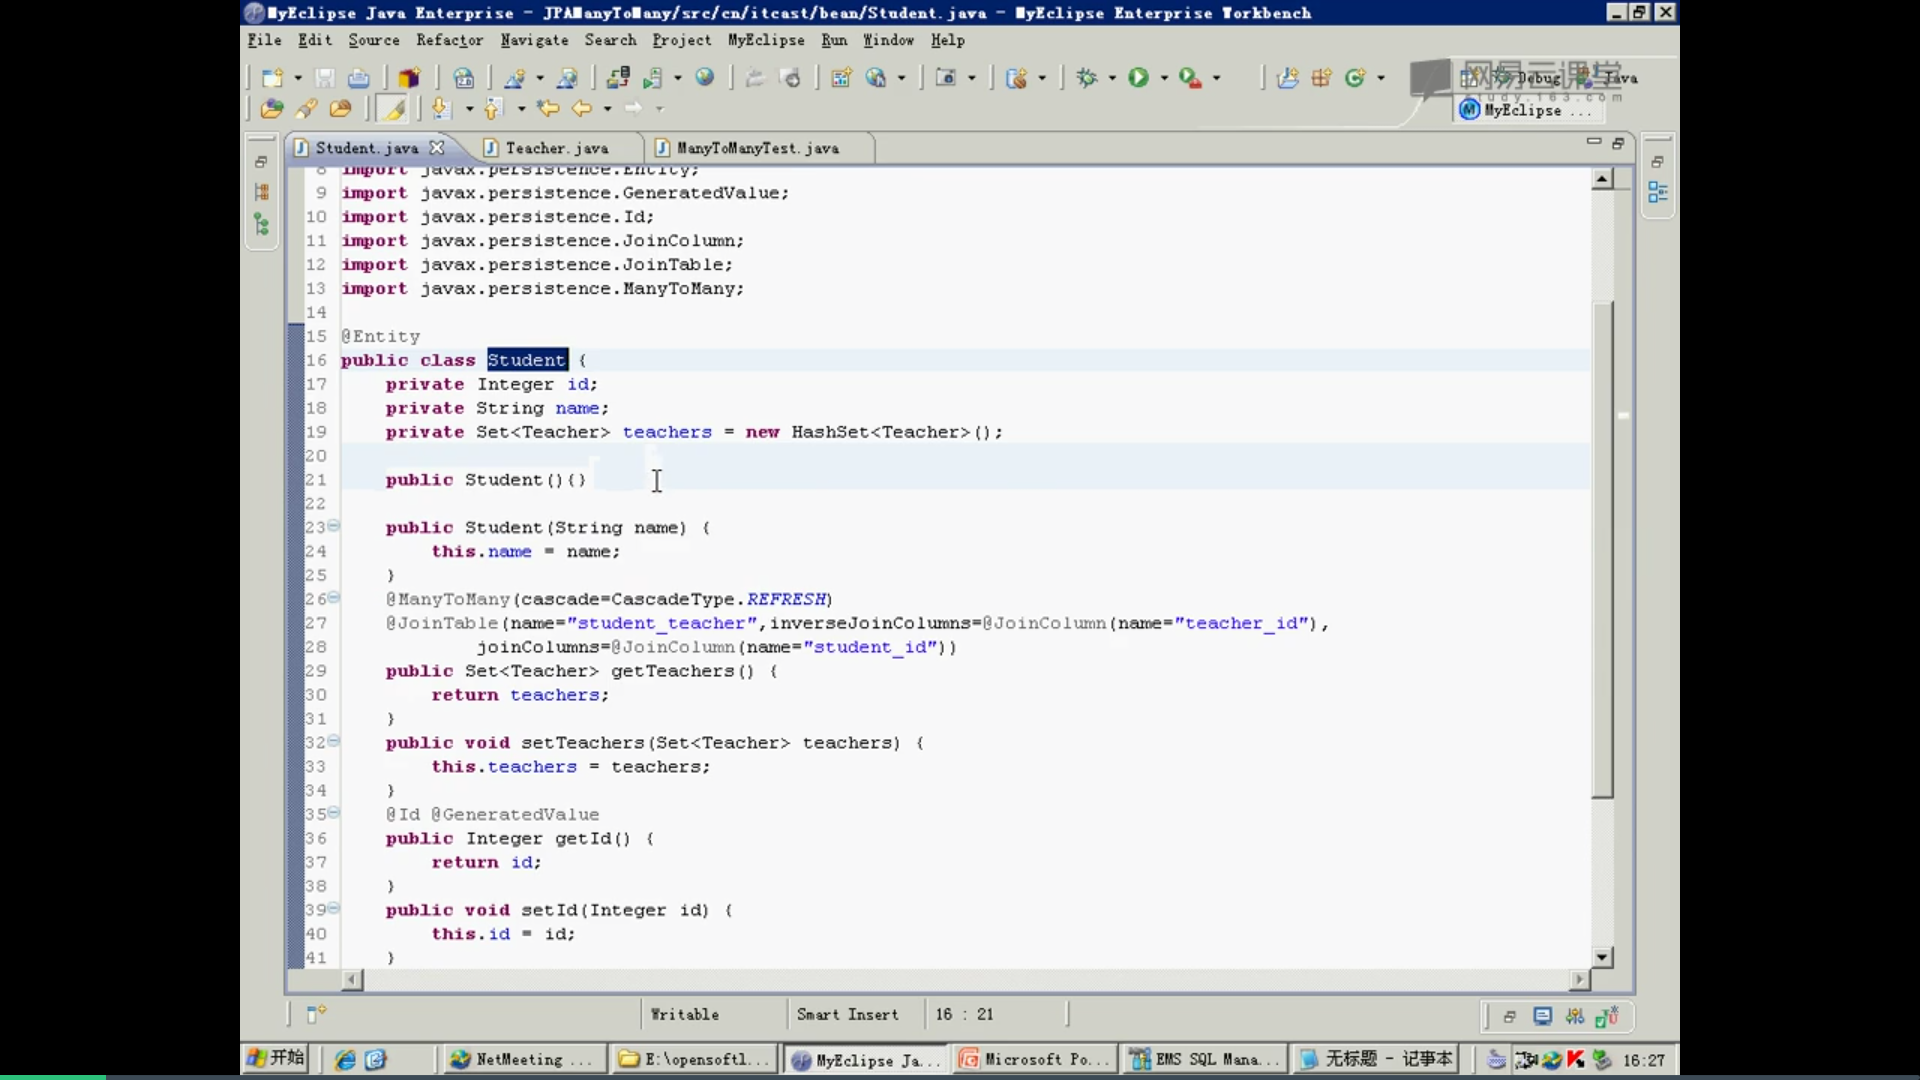 MyEclipse Java Enterprise - JPAManyToMany/src/cn/itcast/bean/Student.java - MyEclipse Enterprise Workbench
File Edit Source Refactor Navigate Search Project MyEclipse Run Window Help
网易云课堂
Debug Java
study.163.com
MyEclipse ...
Student.java Teacher.java ManyToManyTest.java
8 import javax.persistence.Entity;
9 import javax.persistence.GeneratedValue;
10 import javax.persistence.Id;
11 import javax.persistence.JoinColumn;
12 import javax.persistence.JoinTable;
13 import javax.persistence.ManyToMany;
14
15 @Entity
16 public class Student {
17 private Integer id;
18 private String name;
19 private Set<Teacher> teachers = new HashSet<Teacher>();
20
21 public Student(){}
22
23 public Student(String name) {
24 this.name = name;
25 }
26 @ManyToMany(cascade=CascadeType.REFRESH)
27 @JoinTable(name="student_teacher",inverseJoinColumns=@JoinColumn(name="teacher_id"),
28 joinColumns=@JoinColumn(name="student_id"))
29 public Set<Teacher> getTeachers() {
30 return teachers;
31 }
32 public void setTeachers(Set<Teacher> teachers) {
33 this.teachers = teachers;
34 }
35 @Id @GeneratedValue
36 public Integer getId() {
37 return id;
38 }
39 public void setId(Integer id) {
40 this.id = id;
41 }
Writable Smart Insert 16 : 21
开始 NetMeeting ... E:\opensoftl... MyEclipse Ja... Microsoft Po... EMS SQL Mana... 无标题 - 记事本 16:27